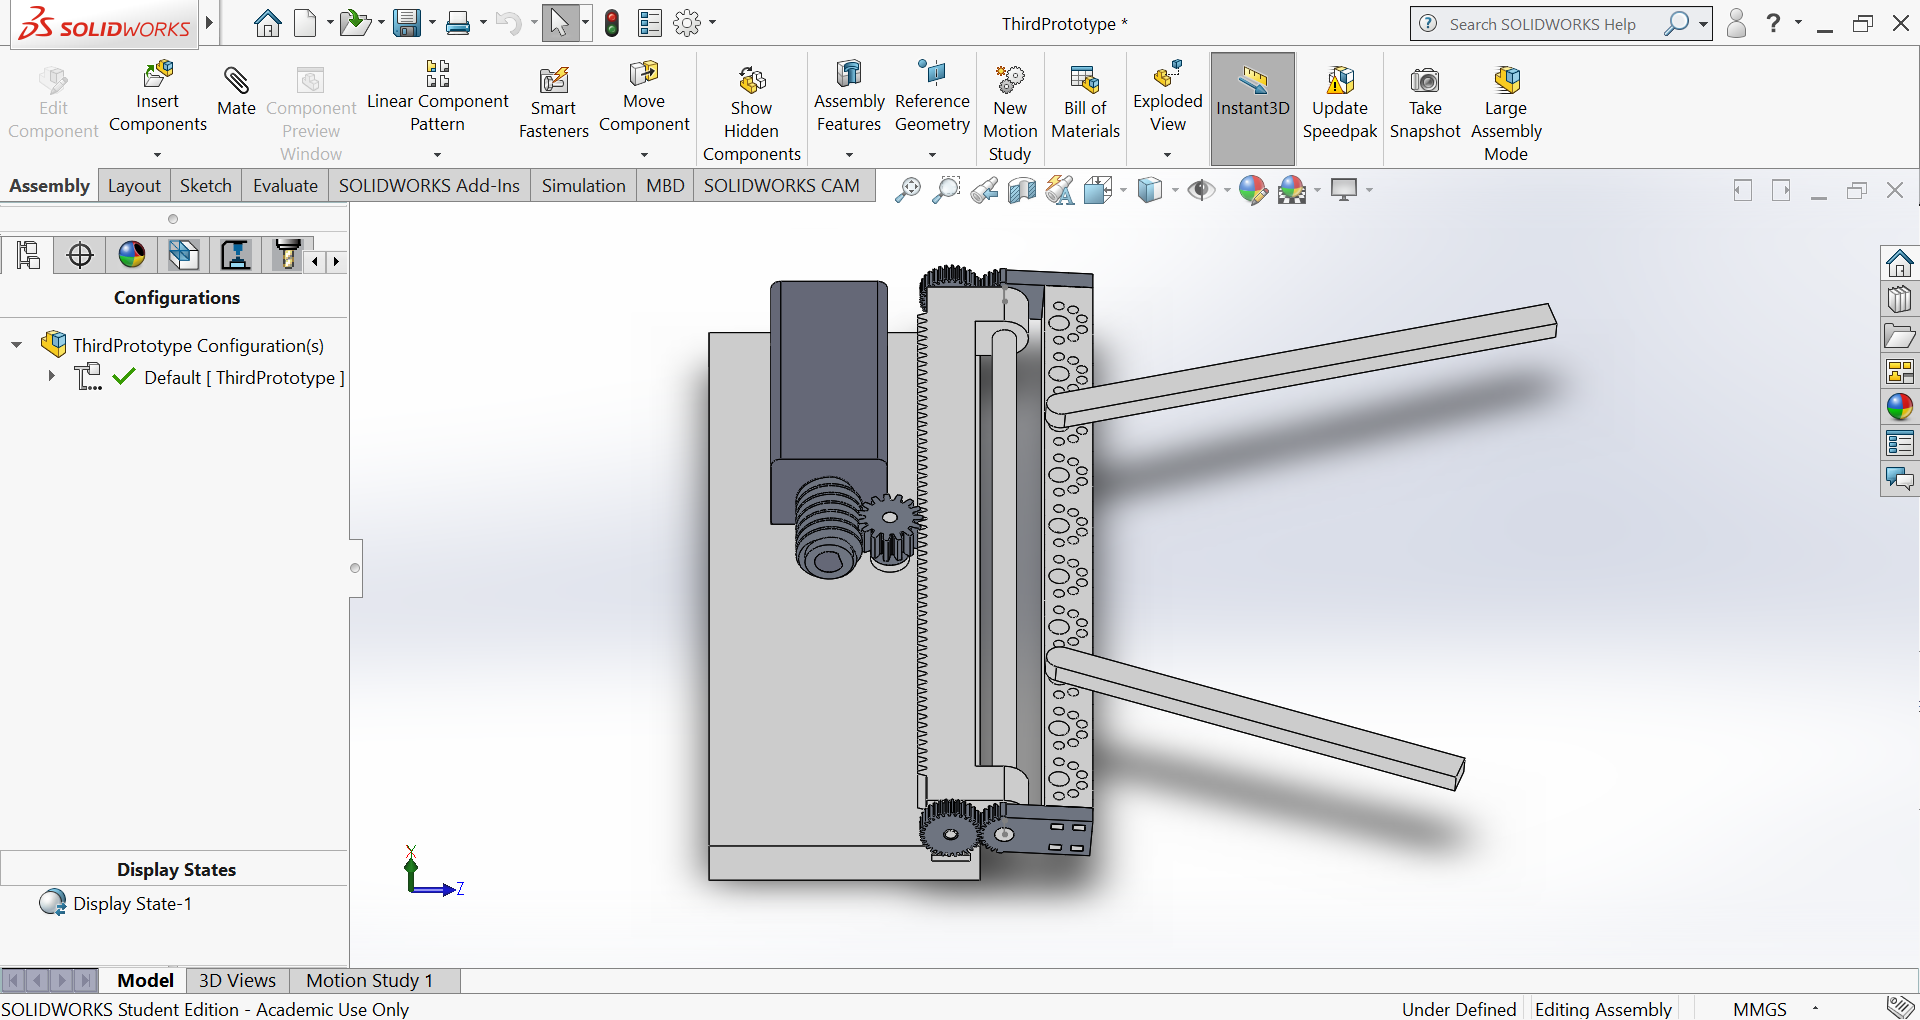 SOLIDWORKS
ThirdPrototype *
Search SOLIDWORKS Help
?
Edit
Component
Insert
Components
Mate
Component
Preview
Window
Linear Component
Pattern
Smart
Fasteners
Move
Component
Show
Hidden
Components
Assembly
Features
Reference
Geometry
New
Motion
Study
Bill of
Materials
Exploded
View
Instant3D
Update
Speedpak
Take
Snapshot
Large
Assembly
Mode
Assembly
Layout
Sketch
Evaluate
SOLIDWORKS Add-Ins
Simulation
MBD
SOLIDWORKS CAM
Configurations
ThirdPrototype Configuration(s)
Default [ ThirdPrototype ]
Display States
Display State-1
X
Z
Model
3D Views
Motion Study 1
SOLIDWORKS Student Edition - Academic Use Only
Under Defined
Editing Assembly
MMGS